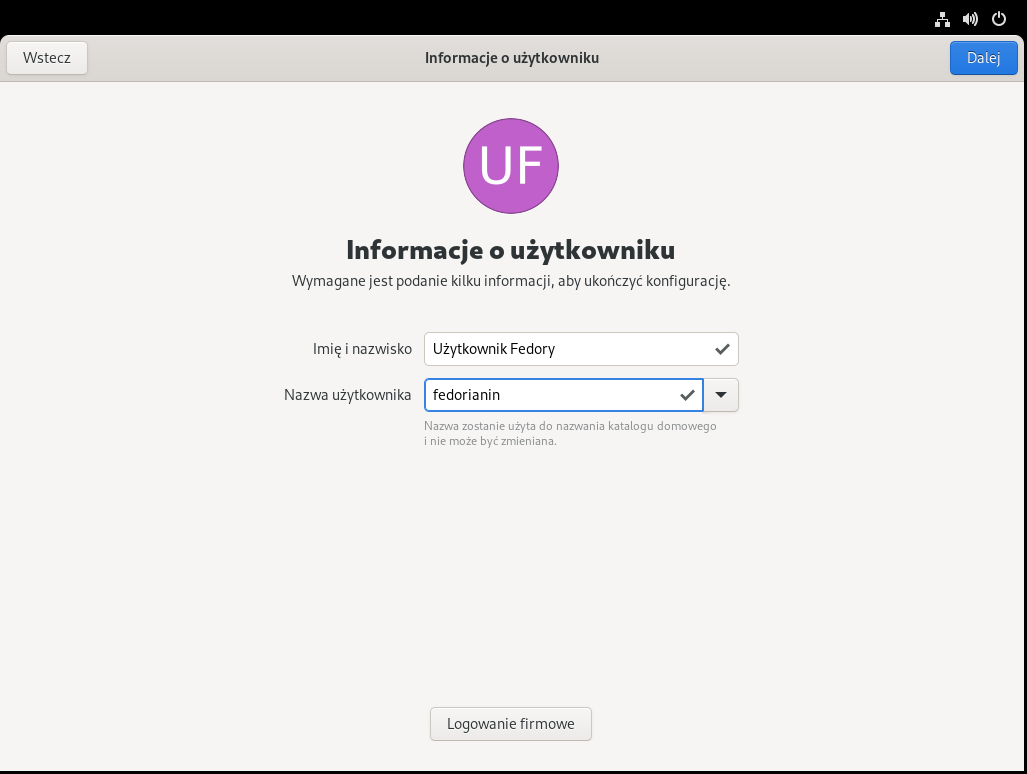 Wstecz
Informacje o użytkowniku
Dalej
UF
Informacje o użytkowniku
Wymagane jest podanie kilku informacji, aby ukończyć konfigurację.
Imię i nazwisko
Użytkownik Fedory
Nazwa użytkownika
fedorianin
Nazwa zostanie użyta do nazwania katalogu domowego
i nie może być zmieniana.
Logowanie firmowe